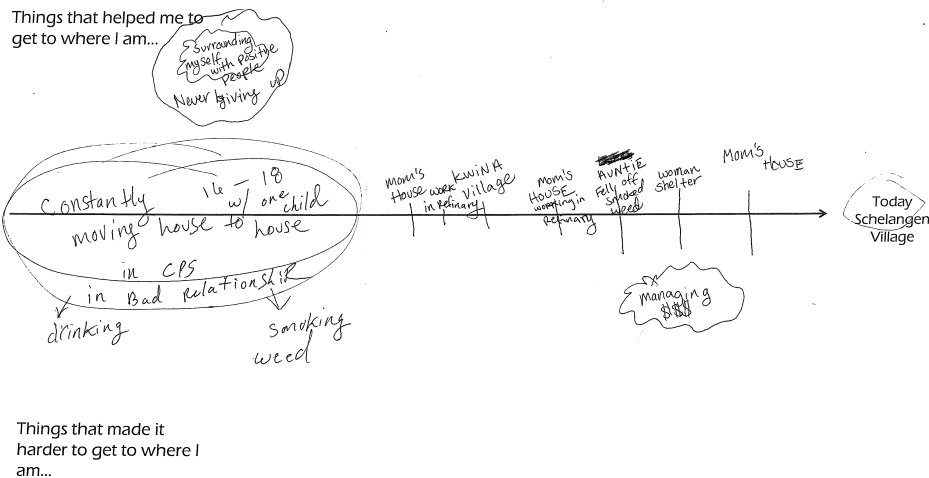 Things that helped me to
get to where I am...
Surrounding
myself
with positive
people
Never giving up
Constantly
16 – 18
w/ one child
moving house to house
in CPS
in Bad Relationship
drinking
smoking
weed
Mom's
House
work
in Refinary
KWINA
Village
Mom's
HOUSE
working in
Refinary
AUNTIE
Felly off
Smoked
weed
woman
shelter
Mom's
HOUSE
Today
Schelangen
Village
managing
$$$
Things that made it
harder to get to where I
am...